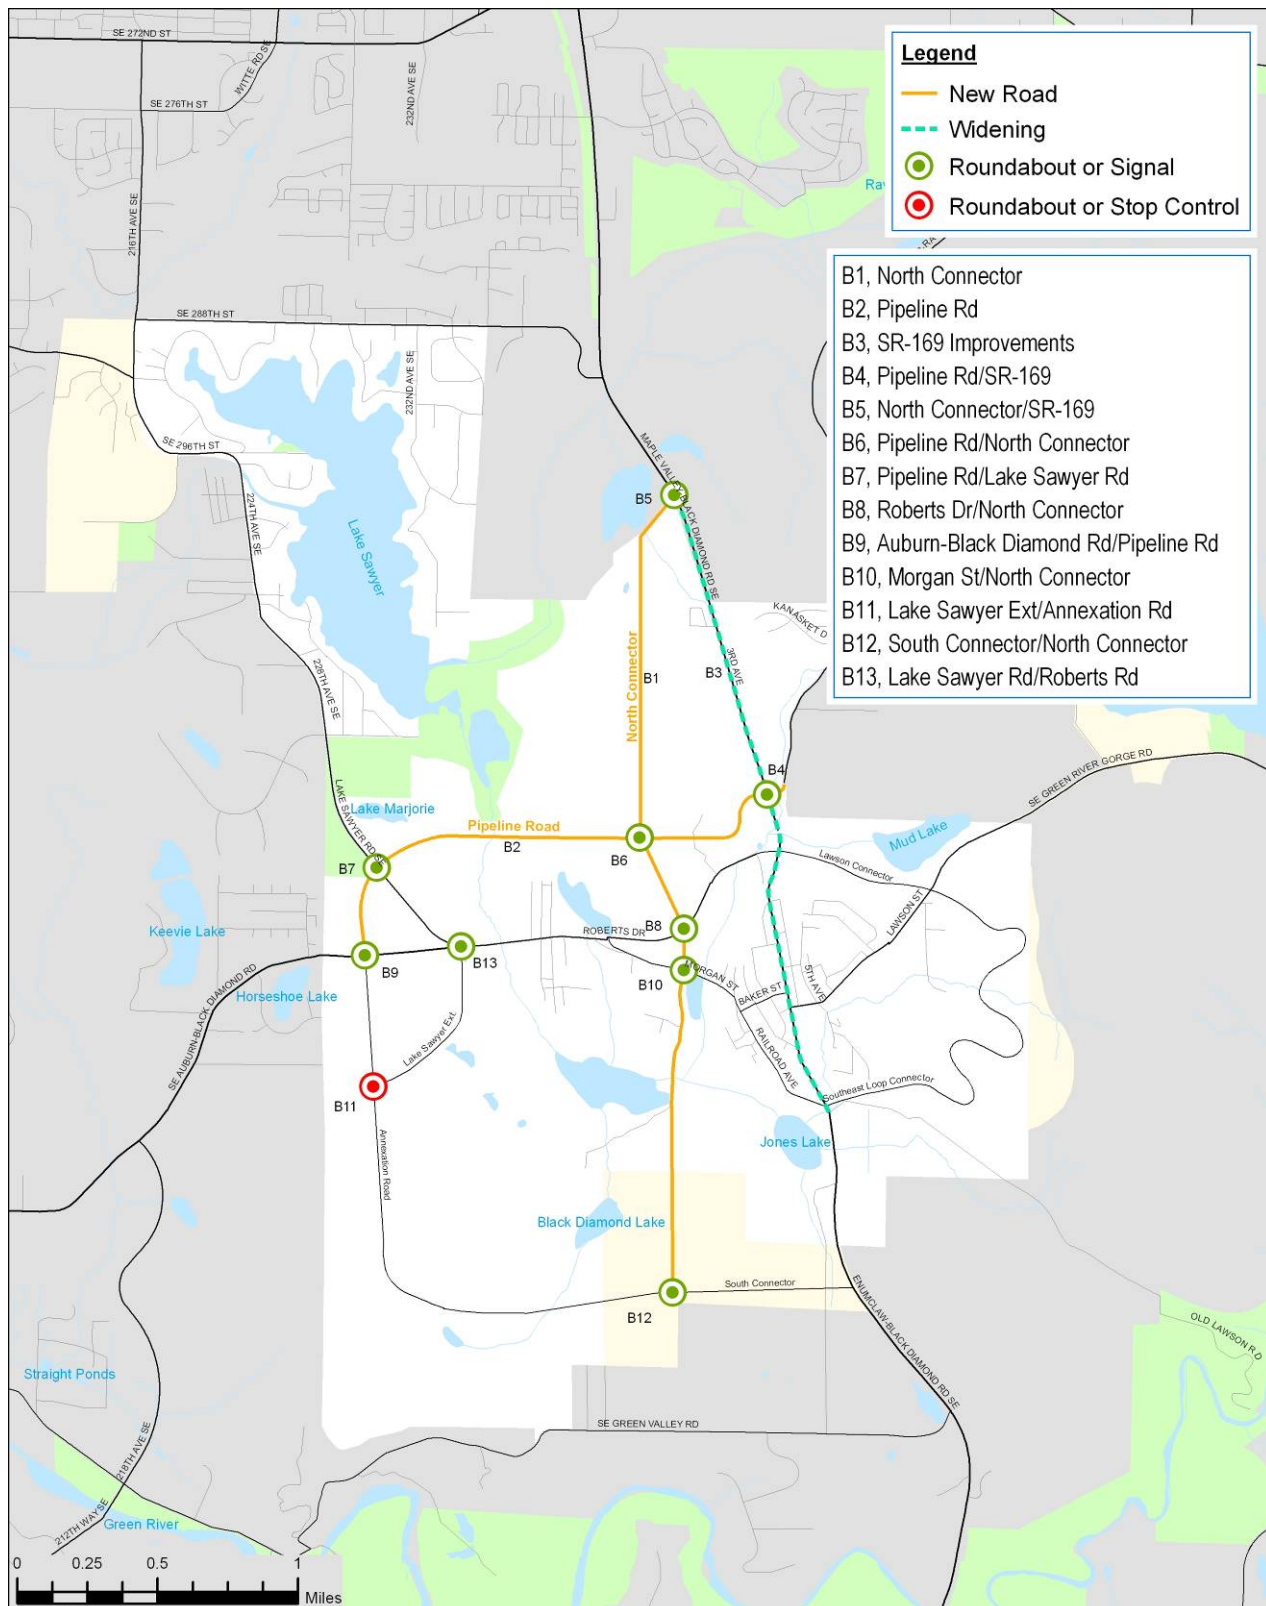 SE 272ND ST
WITTE RD SE
232ND AVE SE
SE 276TH ST
216TH AVE SE
Legend
New Road
Widening
Roundabout or Signal
Roundabout or Stop Control
B1, North Connector
B2, Pipeline Rd
B3, SR-169 Improvements
B4, Pipeline Rd/SR-169
B5, North Connector/SR-169
B6, Pipeline Rd/North Connector
B7, Pipeline Rd/Lake Sawyer Rd
B8, Roberts Dr/North Connector
B9, Auburn-Black Diamond Rd/Pipeline Rd
B10, Morgan St/North Connector
B11, Lake Sawyer Ext/Annexation Rd
B12, South Connector/North Connector
B13, Lake Sawyer Rd/Roberts Rd
SE 288TH ST
232ND AVE SE
SE 296TH ST
224TH AVE SE
Lake Sawyer
MAPLE VALLEY-BLACK DIAMOND RD SE
B5
KANASKET D
228TH AVE SE
North Connector
B1
B3
3RD AVE
B4
SE GREEN RIVER GORGE RD
LAKE SAWYER RD SE
Lake Marjorie
Pipeline Road
B2
B6
Mud Lake
B7
Lawson Connector
LAWSON ST
Keevie Lake
ROBERTS DR
B8
B9
B13
B10
MORGAN ST
BAKER ST
5TH AVE
Horseshoe Lake
SE AUBURN-BLACK DIAMOND RD
Lake Sawyer Ext.
RAILROAD AVE
Southeast Loop Connector
B11
Annexation Road
Jones Lake
Black Diamond Lake
South Connector
B12
ENUMCLAW-BLACK DIAMOND RD SE
OLD LAWSON R D
Straight Ponds
SE GREEN VALLEY RD
218TH AVE SE
212TH WAY SE
Green River
0 0.25 0.5 1
Miles